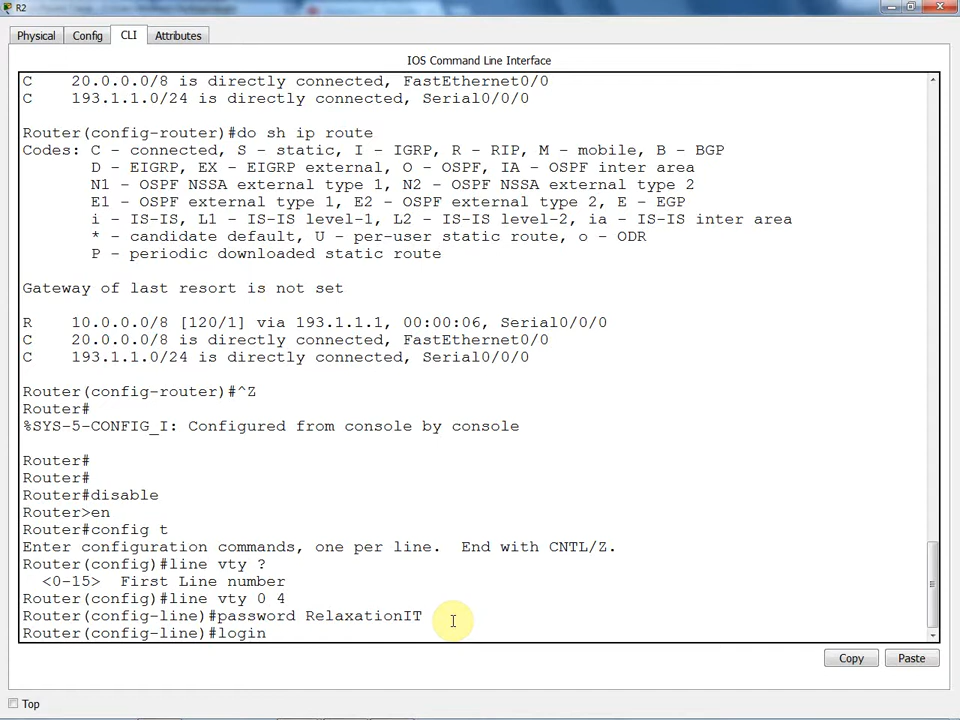 R2
Physical Config CLI Attributes
IOS Command Line Interface
C    20.0.0.0/8 is directly connected, FastEthernet0/0
C    193.1.1.0/24 is directly connected, Serial0/0/0
Router(config-router)#do sh ip route
Codes: C - connected, S - static, I - IGRP, R - RIP, M - mobile, B - BGP
       D - EIGRP, EX - EIGRP external, O - OSPF, IA - OSPF inter area
       N1 - OSPF NSSA external type 1, N2 - OSPF NSSA external type 2
       E1 - OSPF external type 1, E2 - OSPF external type 2, E - EGP
       i - IS-IS, L1 - IS-IS level-1, L2 - IS-IS level-2, ia - IS-IS inter area
       * - candidate default, U - per-user static route, o - ODR
       P - periodic downloaded static route
Gateway of last resort is not set
R    10.0.0.0/8 [120/1] via 193.1.1.1, 00:00:06, Serial0/0/0
C    20.0.0.0/8 is directly connected, FastEthernet0/0
C    193.1.1.0/24 is directly connected, Serial0/0/0
Router(config-router)#^Z
Router#
%SYS-5-CONFIG_I: Configured from console by console
Router#
Router#
Router#disable
Router>en
Router#config t
Enter configuration commands, one per line.  End with CNTL/Z.
Router(config)#line vty ?
  <0-15>  First Line number
Router(config)#line vty 0 4
Router(config-line)#password RelaxationIT
Router(config-line)#login
Copy Paste
Top